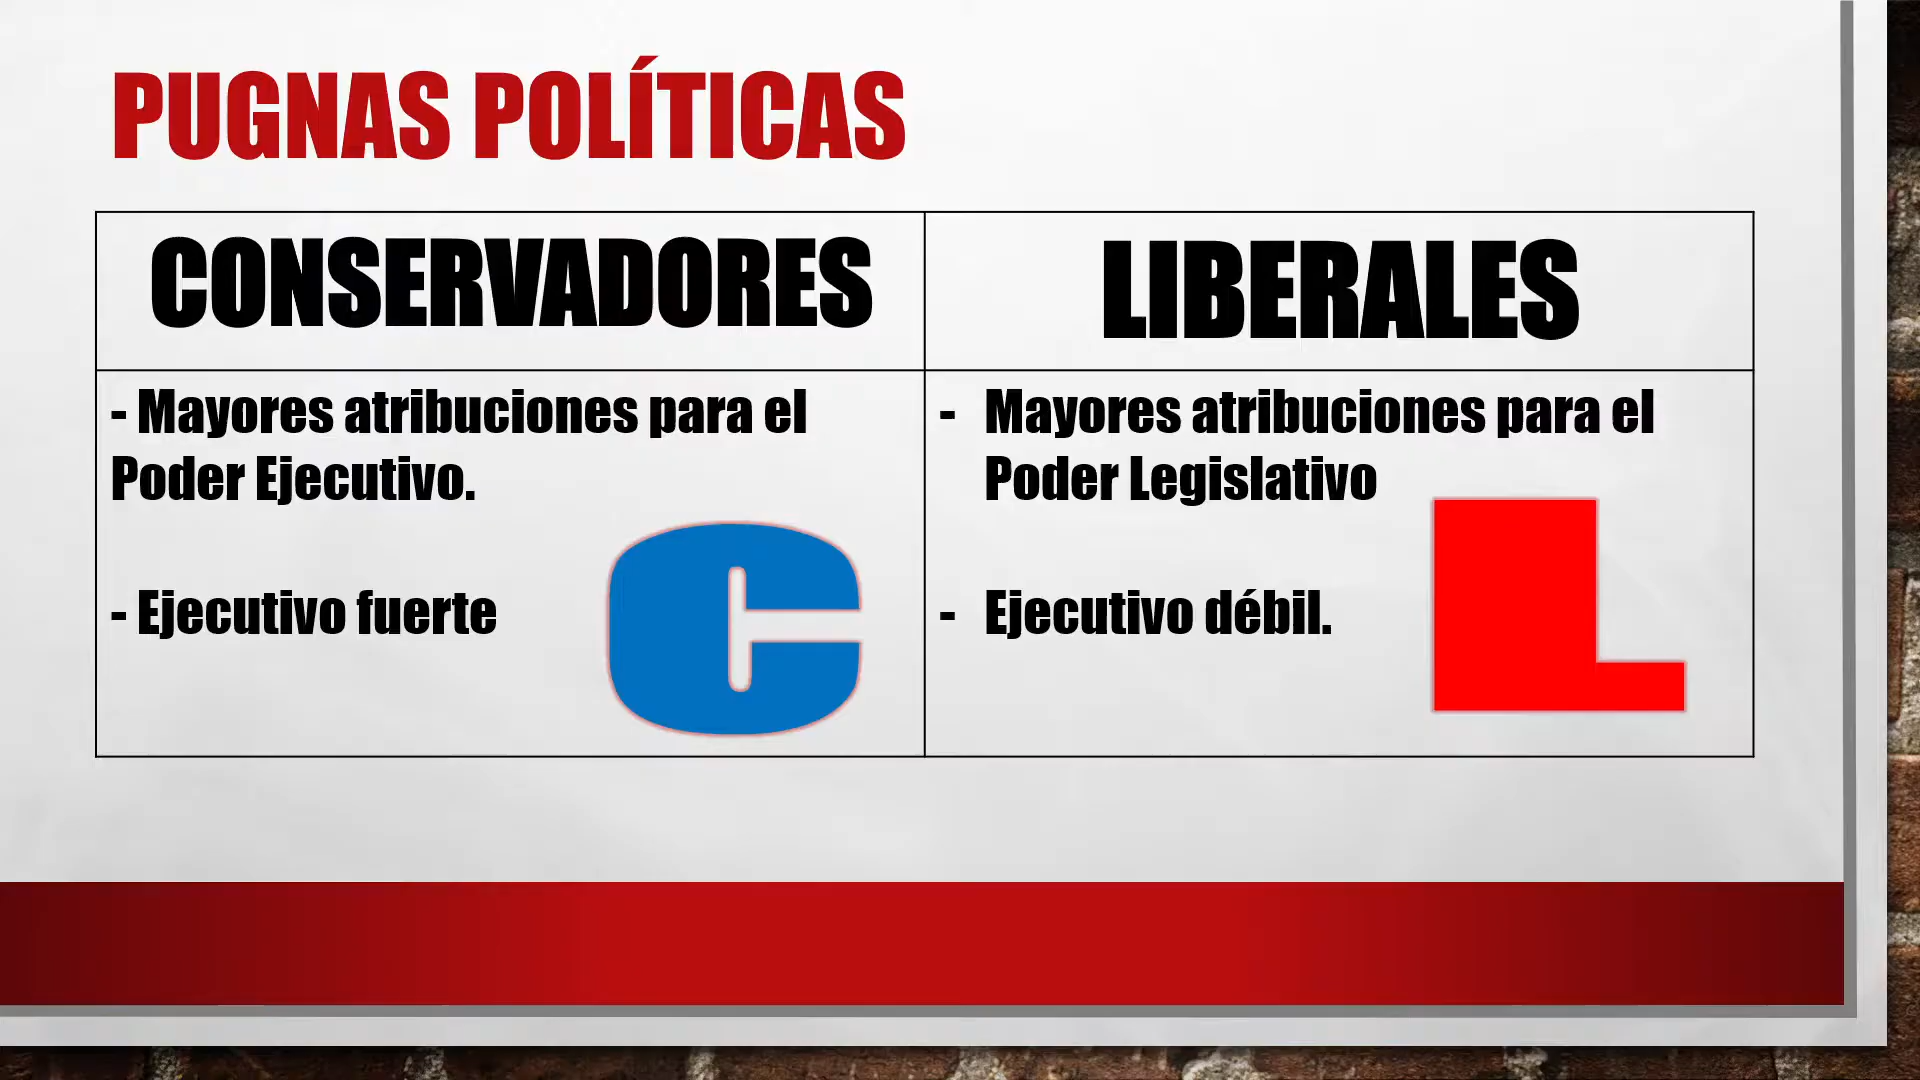 PUGNAS POLÍTICAS
CONSERVADORES
LIBERALES
- Mayores atribuciones para el
Poder Ejecutivo.
- Ejecutivo fuerte
C
- Mayores atribuciones para el
Poder Legislativo
- Ejecutivo débil.
L